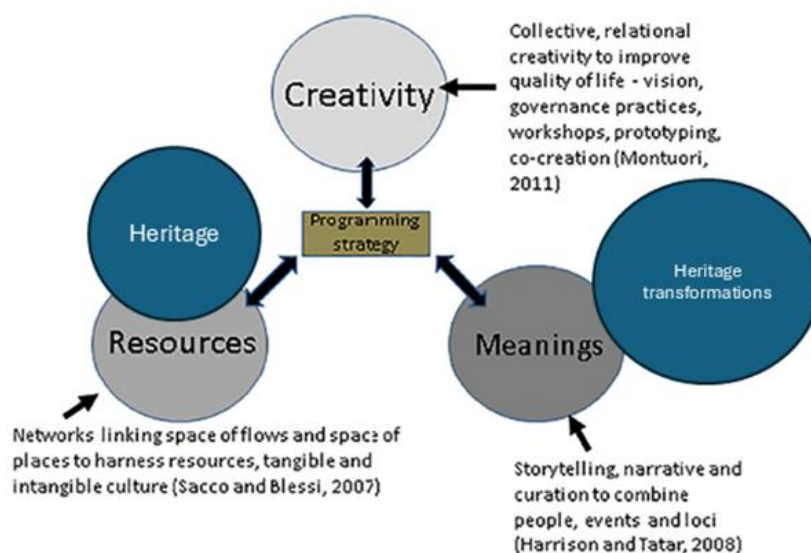 Creativity
Collective, relational
creativity to improve
quality of life - vision,
governance practices,
workshops, prototyping,
co-creation (Montuori,
2011)
Heritage
Programming
strategy
Heritage
transformations
Resources
Meanings
Networks linking space of flows and space of
places to harness resources, tangible and
intangible culture (Sacco and Blessi, 2007)
Storytelling, narrative and
curation to combine
people, events and loci
(Harrison and Tatar, 2008)